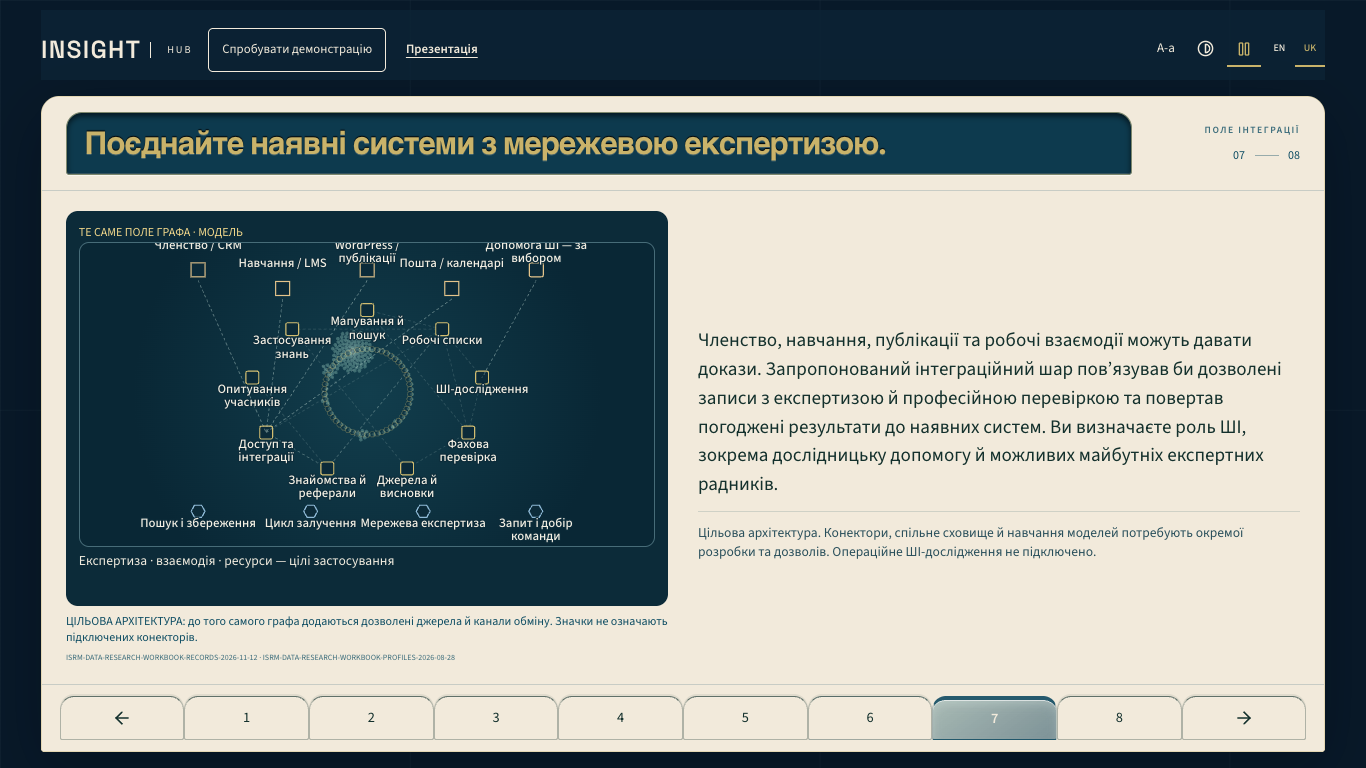 INSIGHT
HUB
Спробувати демонстрацію
Презентація
A-a
EN
UK
Поєднайте наявні системи з мережевою експертизою.
ПОЛЕ ІНТЕГРАЦІЇ
07 — 08
ТЕ САМЕ ПОЛЕ ГРАФА · МОДЕЛЬ
Членство / CRM
WordPress /
публікації
Допомога ШІ — за
вибором
Навчання / LMS
Пошта / календарі
Мапування й
пошук
Застосування
знань
Робочі списки
Опитування
учасників
ШІ-дослідження
Доступ та
інтеграції
Фахова
перевірка
Знайомства й
реферали
Джерела й
висновки
Пошук і збереження
Цикл залучення
Мережева експертиза
Запит і добір
команди
Експертиза · взаємодія · ресурси — цілі застосування
ЦІЛЬОВА АРХІТЕКТУРА: до того самого графа додаються дозволені джерела й канали обміну. Значки не означають
підключених конекторів.
ISRM-DATA-RESEARCH-WORKBOOK-RECORDS-2026-11-12 · ISRM-DATA-RESEARCH-WORKBOOK-PROFILES-2026-08-28
Членство, навчання, публікації та робочі взаємодії можуть давати
докази. Запропонований інтеграційний шар пов’язував би дозволені
записи з експертизою й професійною перевіркою та повертав
погоджені результати до наявних систем. Ви визначаєте роль ШІ,
зокрема дослідницьку допомогу й можливих майбутніх експертних
радників.
Цільова архітектура. Конектори, спільне сховище й навчання моделей потребують окремої
розробки та дозволів. Операційне ШІ-дослідження не підключено.
1
2
3
4
5
6
7
8